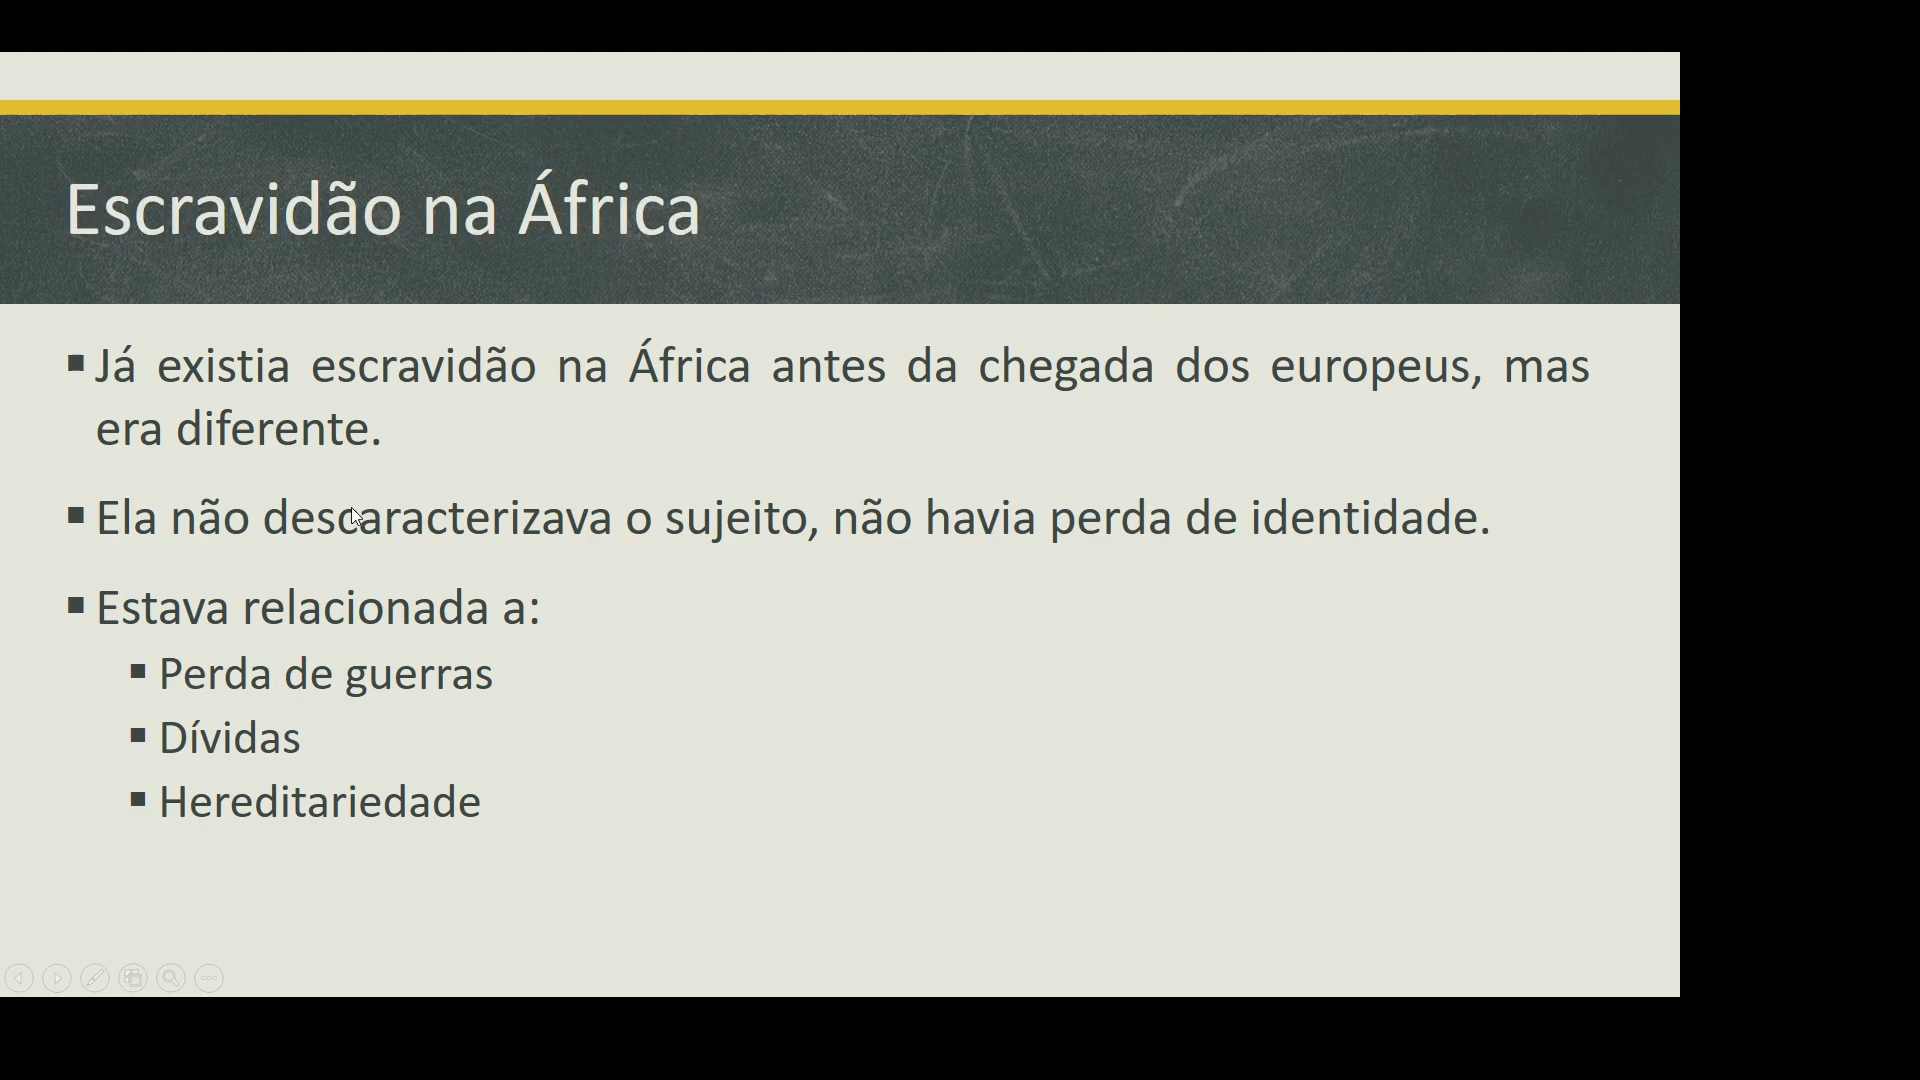 Escravidão na África
Já existia escravidão na África antes da chegada dos europeus, mas
era diferente.
Ela não descaracterizava o sujeito, não havia perda de identidade.
Estava relacionada a:
Perda de guerras
Dívidas
Hereditariedade